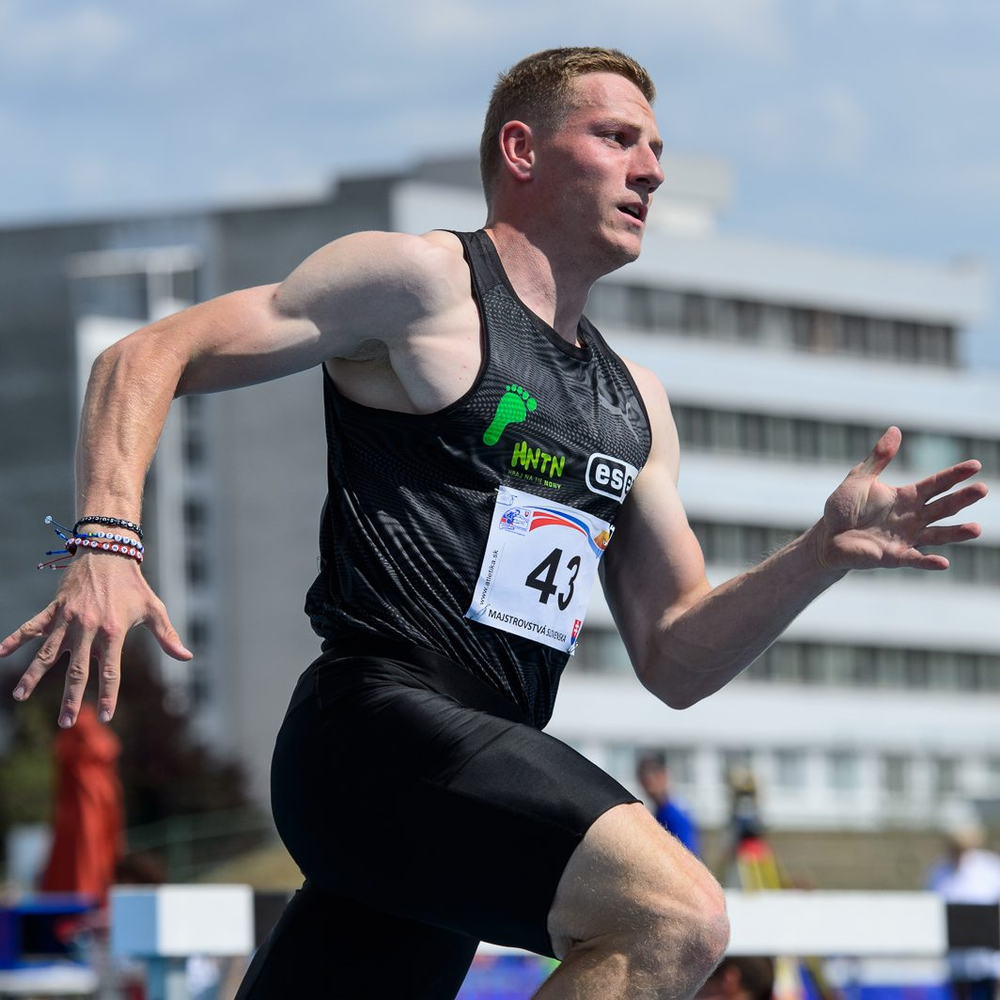 HNTN
HRAJ NA TIE NOHY
ese
www.atletika.sk
43
MAJSTROVSTVÁ SLOVENSKA